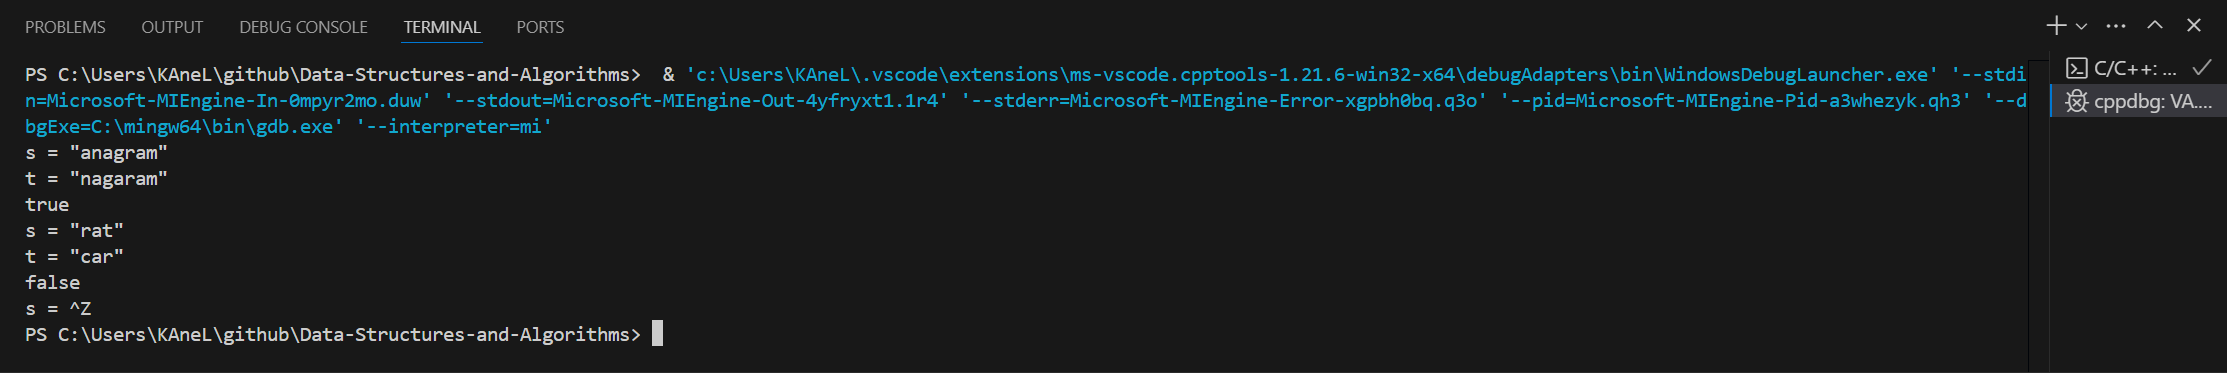 PROBLEMS OUTPUT DEBUG CONSOLE TERMINAL PORTS
PS C:\Users\KAneL\github\Data-Structures-and-Algorithms>  & 'c:\Users\KAneL\.vscode\extensions\ms-vscode.cpptools-1.21.6-win32-x64\debugAdapters\bin\WindowsDebugLauncher.exe' '--stdi
n=Microsoft-MIEngine-In-0mpyr2mo.duw' '--stdout=Microsoft-MIEngine-Out-4yfryxt1.1r4' '--stderr=Microsoft-MIEngine-Error-xgpbh0bq.q3o' '--pid=Microsoft-MIEngine-Pid-a3whezyk.qh3' '--d
bgExe=C:\mingw64\bin\gdb.exe' '--interpreter=mi'
s = "anagram"
t = "nagaram"
true
s = "rat"
t = "car"
false
s = ^Z
PS C:\Users\KAneL\github\Data-Structures-and-Algorithms>
C/C++: ...
cppdbg: VA....